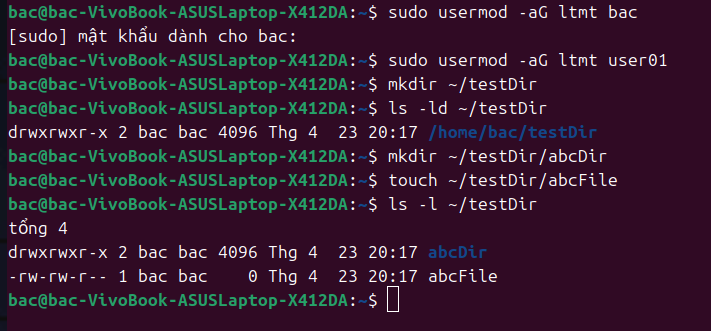 bac@bac-VivoBook-ASUSLaptop-X412DA:~$ sudo usermod -aG ltmt bac
[sudo] mật khẩu dành cho bac:
bac@bac-VivoBook-ASUSLaptop-X412DA:~$ sudo usermod -aG ltmt user01
bac@bac-VivoBook-ASUSLaptop-X412DA:~$ mkdir ~/testDir
bac@bac-VivoBook-ASUSLaptop-X412DA:~$ ls -ld ~/testDir
drwxrwxr-x 2 bac bac 4096 Thg 4  23 20:17 /home/bac/testDir
bac@bac-VivoBook-ASUSLaptop-X412DA:~$ mkdir ~/testDir/abcDir
bac@bac-VivoBook-ASUSLaptop-X412DA:~$ touch ~/testDir/abcFile
bac@bac-VivoBook-ASUSLaptop-X412DA:~$ ls -l ~/testDir
tổng 4
drwxrwxr-x 2 bac bac 4096 Thg 4  23 20:17 abcDir
-rw-rw-r-- 1 bac bac    0 Thg 4  23 20:17 abcFile
bac@bac-VivoBook-ASUSLaptop-X412DA:~$